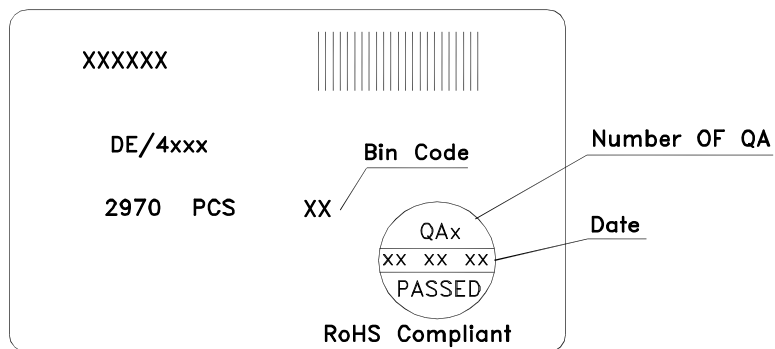 XXXXXX
DE/4xxx
Bin Code
Number OF QA
2970 PCS
XX
QAx
Date
xx xx xx
PASSED
RoHS Compliant